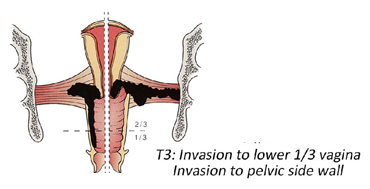 2/3
1/3
T3: Invasion to lower 1/3 vagina
Invasion to pelvic side wall